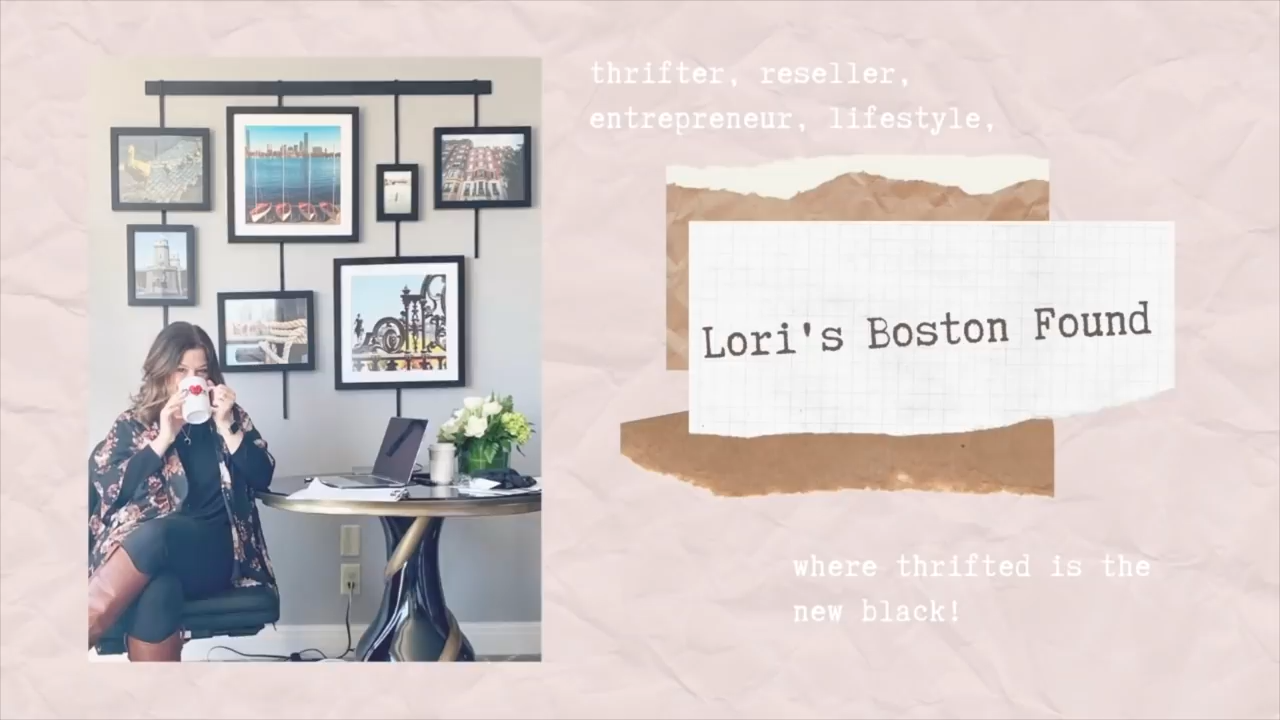 thrifter, reseller,
entrepreneur, lifestyle,
Lori's Boston Found
where thrifted is the
new black!